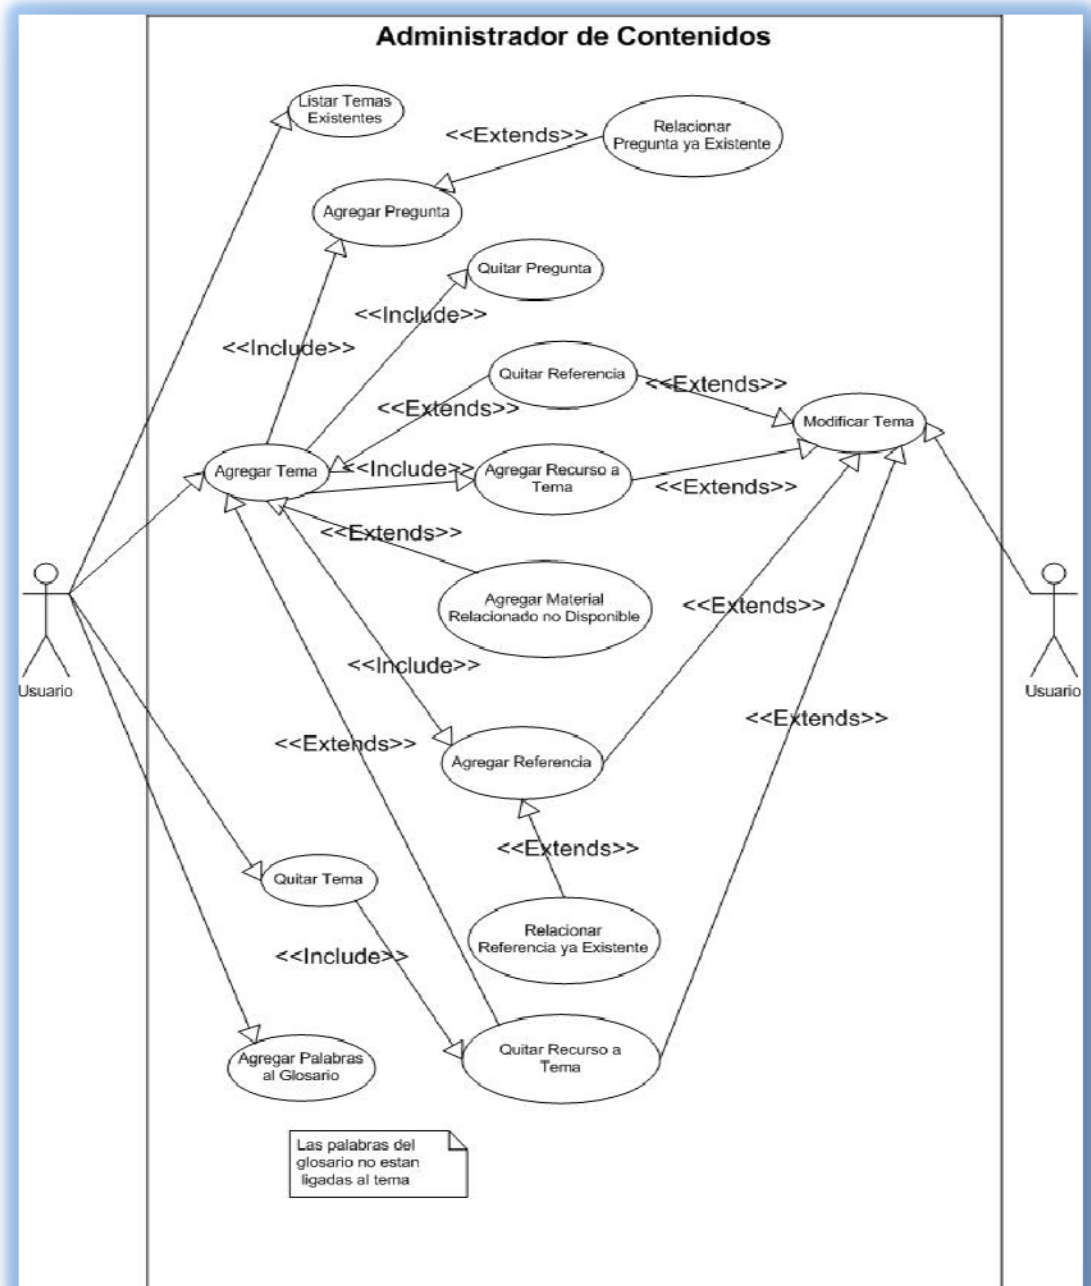 Administrador de Contenidos
Listar Temas
Existentes
<<Extends>>
Relacionar
Pregunta ya Existente
Agregar Pregunta
Quitar Pregunta
<<Include>>
<<Include>>
Quitar Referencia
<<Extends>>
<<Extends>>
Modificar Tema
Agregar Tema
<<Include>>
Agregar Recurso a
Tema
<<Extends>>
<<Extends>>
Agregar Material
Relacionado no Disponible
<<Extends>>
<<Include>>
Usuario
Usuario
<<Extends>>
<<Extends>>
Agregar Referencia
<<Extends>>
Quitar Tema
Relacionar
Referencia ya Existente
<<Include>>
Quitar Recurso a
Tema
Agregar Palabras
al Glosario
Las palabras del
glosario no estan
ligadas al tema